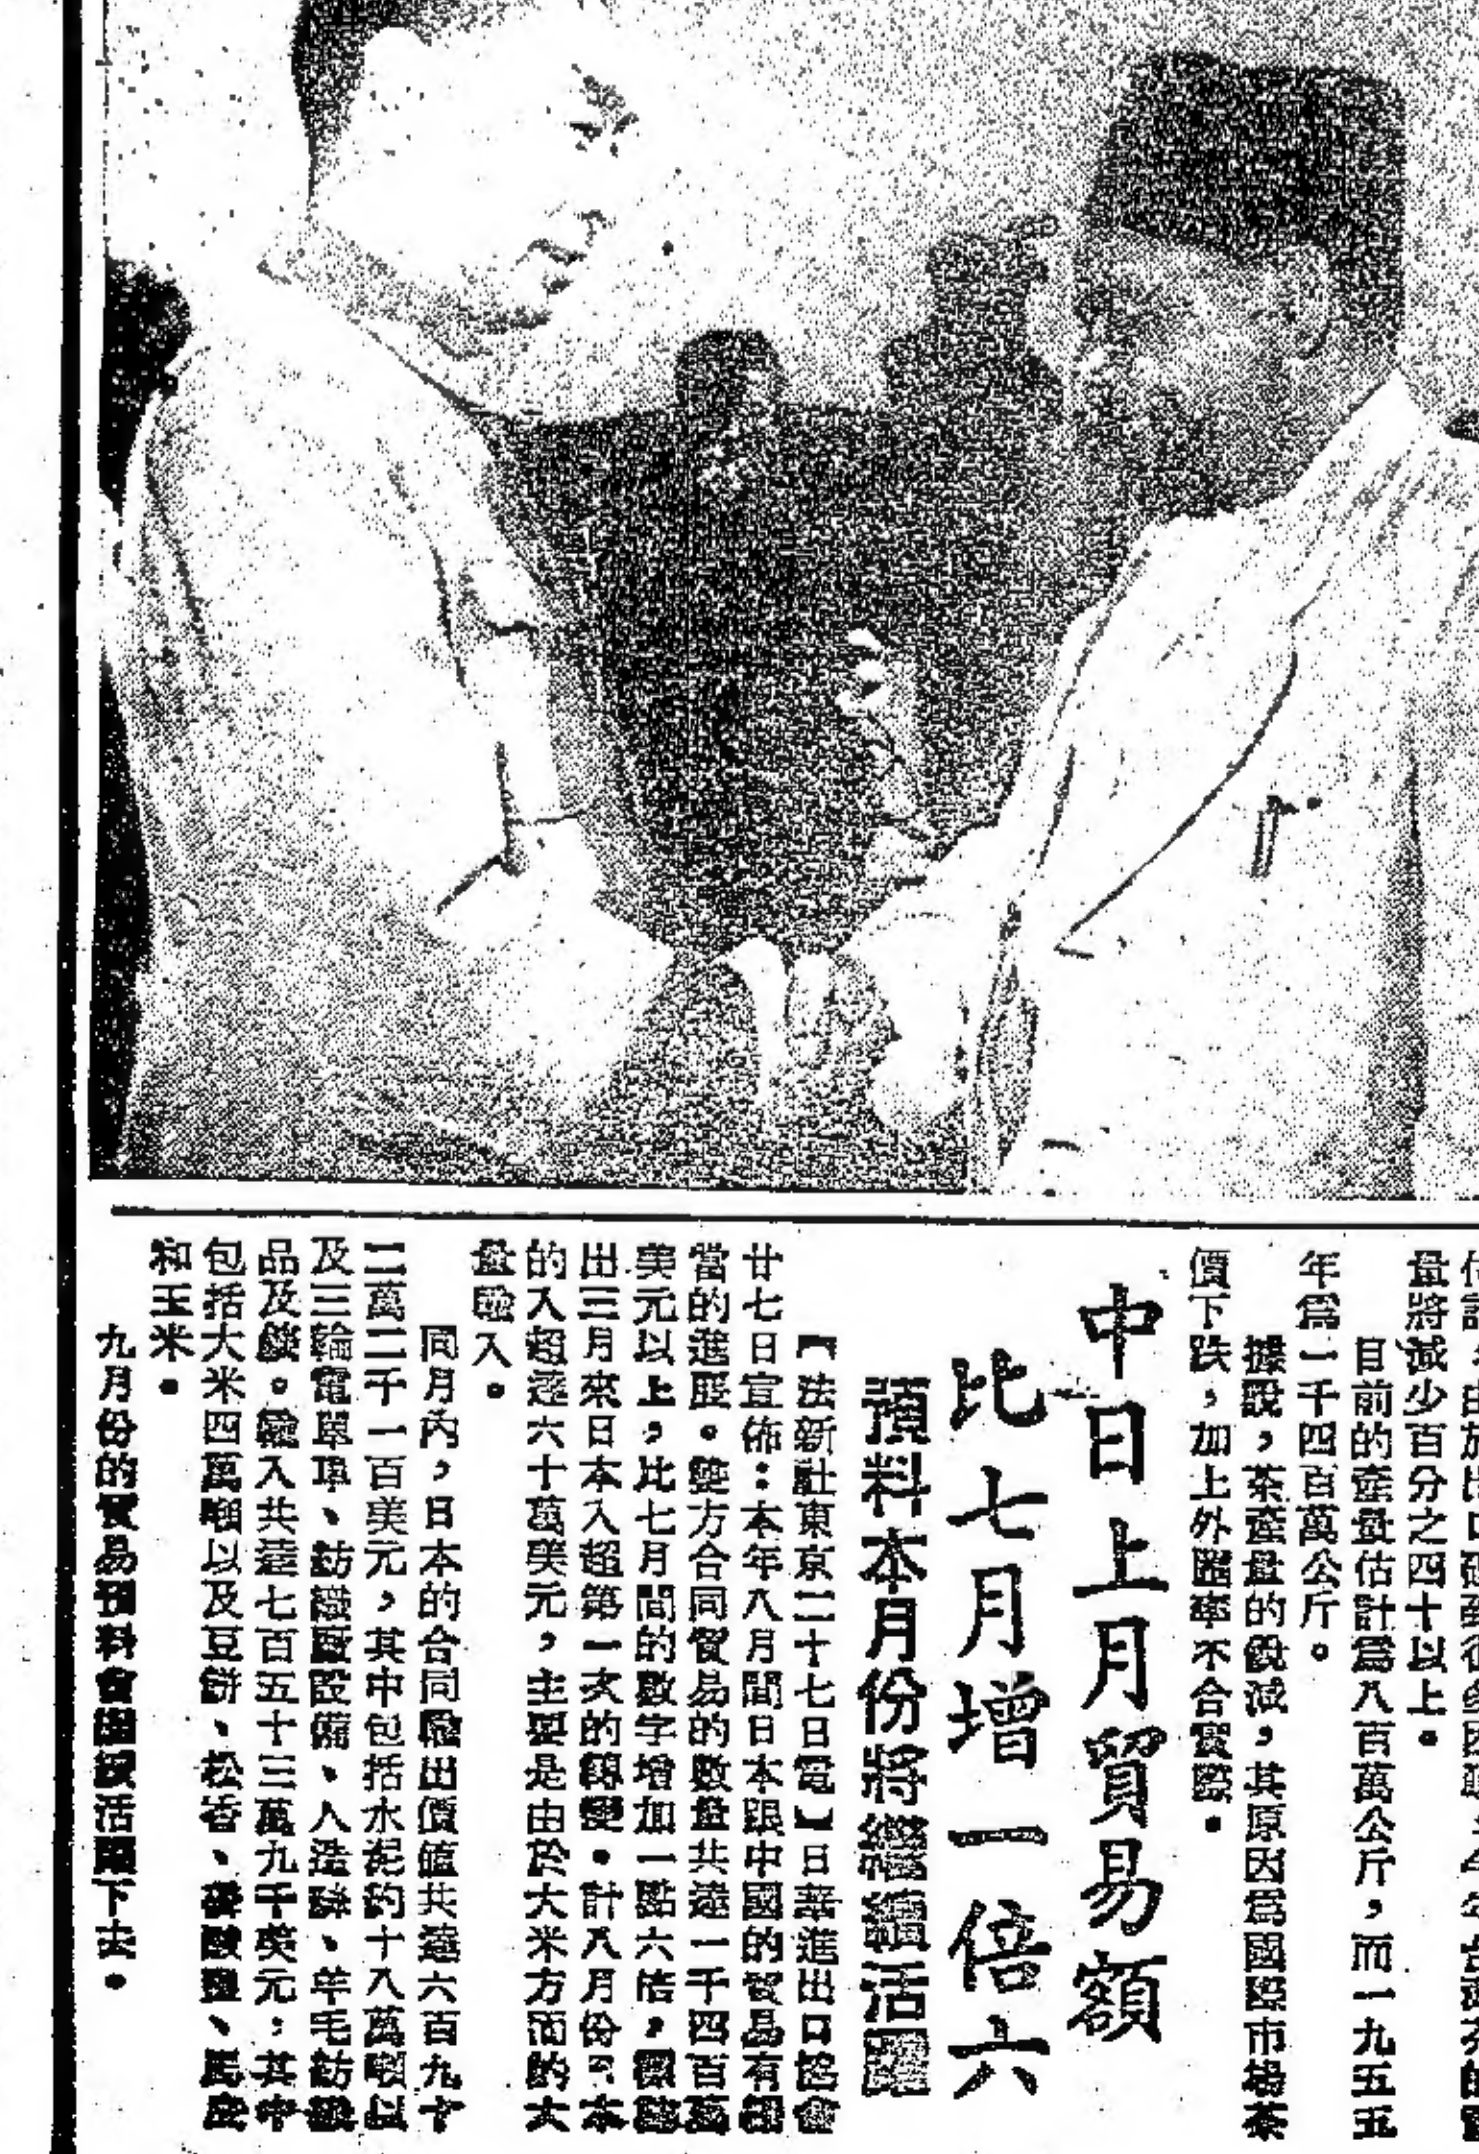 量將減少百分之四十以上。
目前的產量估計爲八百萬公斤，而一九五五
年爲一千四百萬公斤。
據說，茶產量的銳減，其原因爲國際市場茶
價下跌，加上外匯率不合實際。
中日上月貿易額
比七月增一倍六
預料本月份將繼續活躍
【法新社東京二十七日電】日華進出口協會
廿七日宣佈：本年八月間日本跟中國的貿易有相
當的進展。雙方合同貿易的數量共達一千四百萬
美元以上，比七月間的數字增加一點六倍，
出三月來日本入超第一次的轉變。計八月份日本
的入超達六十萬美元，主要是由於大米方面的大
量輸入。
同月內，日本的合同輸出價值共達六百九十
二萬二千一百美元，其中包括水泥約十八萬噸以
及三輪電單車、紡織廠設備、人造絲、羊毛紡織
品及 。輸入共達七百五十三萬九千美元，其中
包括大米四萬噸以及豆餅、松香、
和玉米。
九月份的貿易預料會繼續活躍下去。